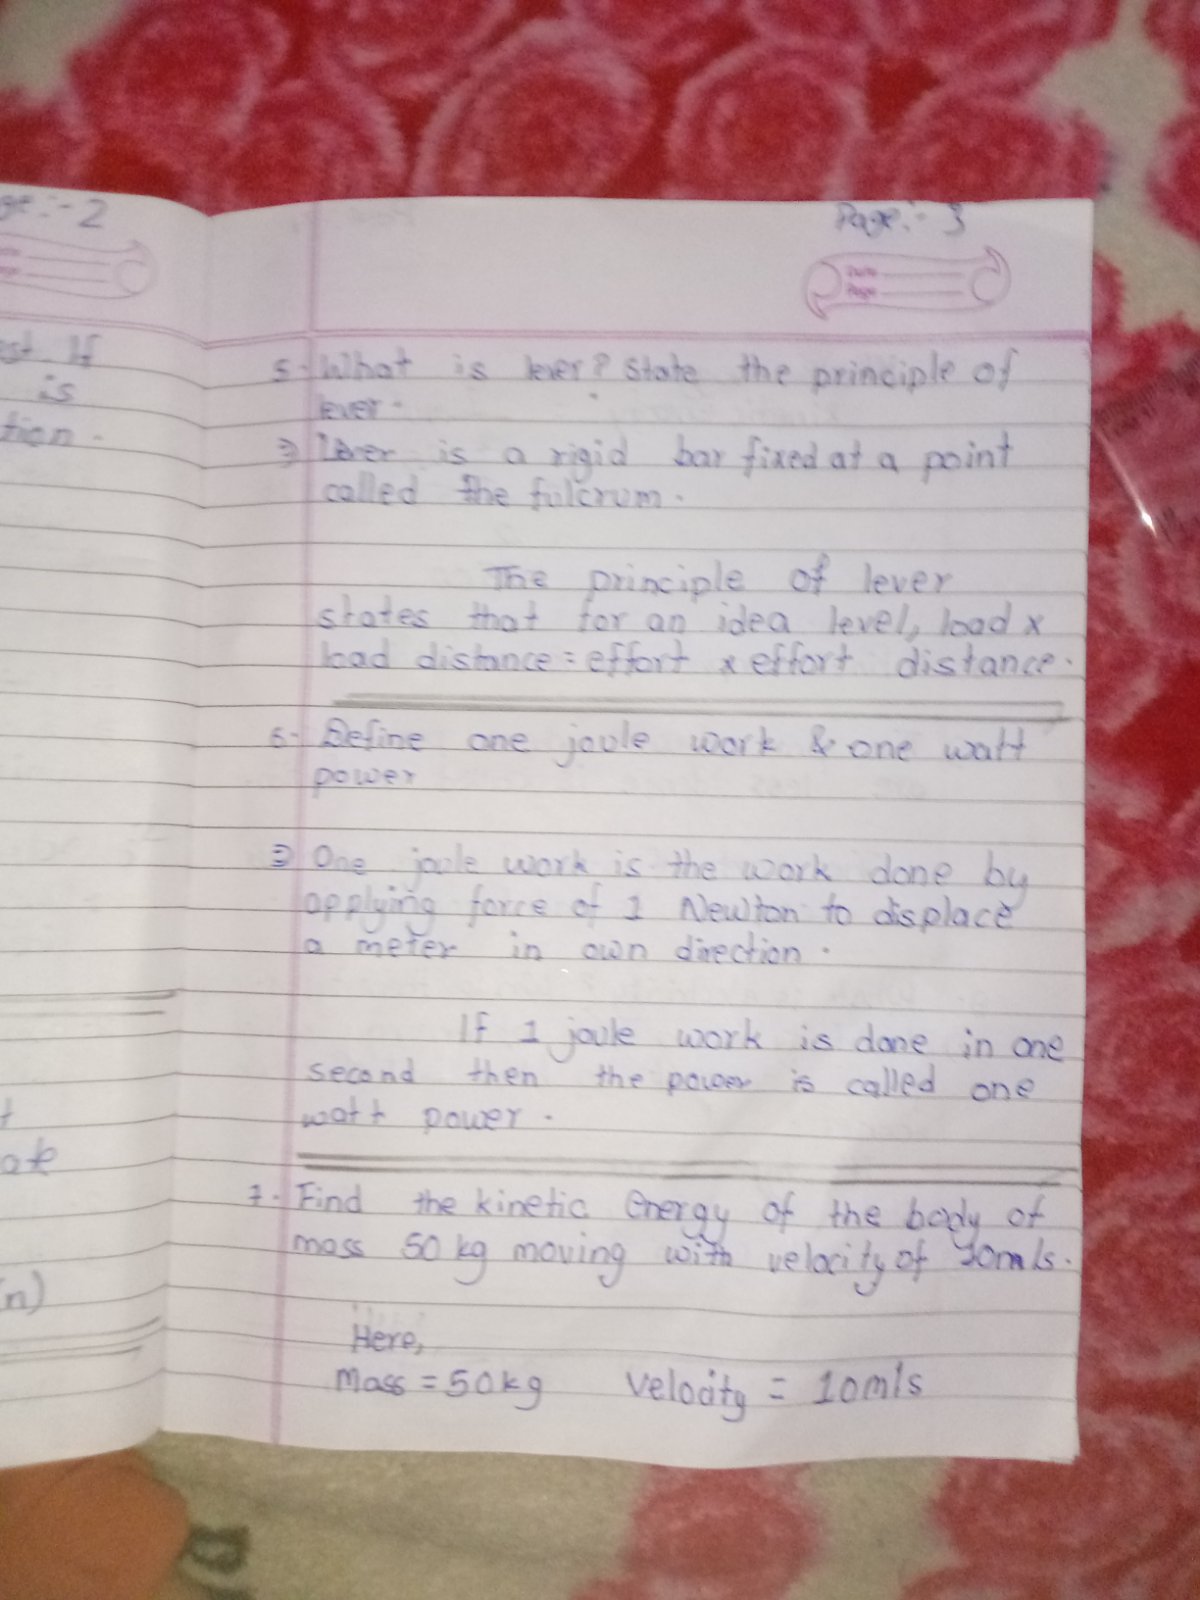 ge:- 2
Page:- 3
Date
Page
est If
is
tion.
5. What is lever? State the principle of
lever.
⇒ Lever is a rigid bar fixed at a point
called the fulcrum.
The principle of lever
states that for an idea level, load x
load distance = effort x effort distance.
6- Define one joule work & one watt
power
⇒ One joule work is the work done by
applying force of 1 Newton to displace
a meter in own direction.
If 1 joule work is done in one
second then the power is called one
watt power.
t
ate
7. Find the kinetic Energy of the body of
mass 50 kg moving with velocity of 10m/s.
n)
Here,
Mass = 50kg Velocity = 10m/s